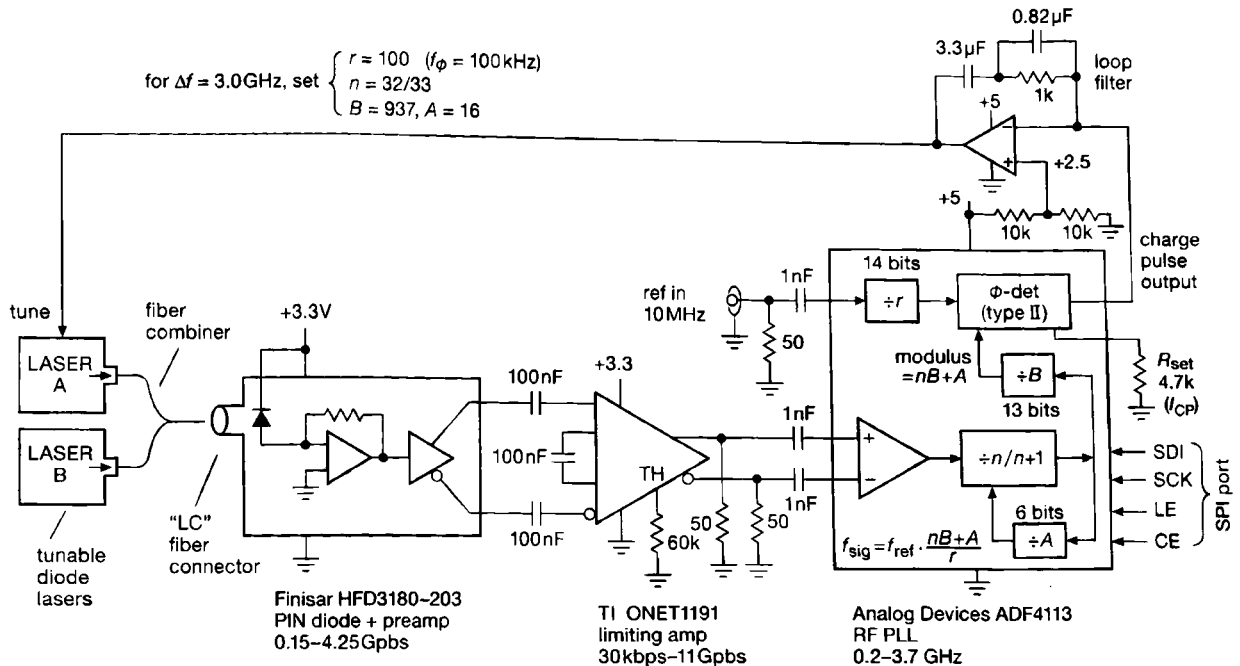 for Δf = 3.0GHz, set
r = 100 (fϕ = 100kHz)
n = 32/33
B = 937, A = 16
0.82µF
3.3µF
1k
loop
filter
+5
−
+
+2.5
+5
10k
10k
charge
pulse
output
tune
fiber
combiner
LASER
A
LASER
B
tunable
diode
lasers
"LC"
fiber
connector
+3.3V
Finisar HFD3180–203
PIN diode + preamp
0.15–4.25Gpbs
100nF
100nF
100nF
+3.3
TH
60k
50
50
TI ONET1191
limiting amp
30kbps–11Gpbs
ref in
10MHz
50
1nF
1nF
1nF
14 bits
÷r
ϕ-det
(type II)
modulus
=nB+A
÷B
13 bits
+
−
÷n/n+1
6 bits
÷A
fsig=fref · nB+A
r
Rset
4.7k
(ICP)
SDI
SCK
LE
CE
SPI port
Analog Devices ADF4113
RF PLL
0.2–3.7 GHz